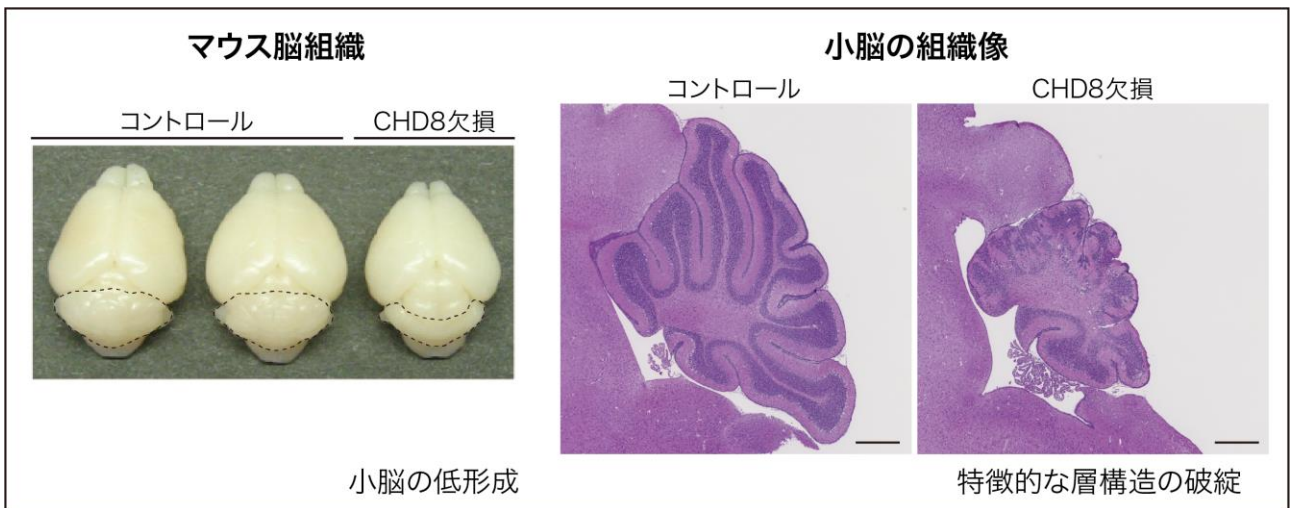 マウス脳組織
コントロール
CHD8欠損
小脳の低形成
小脳の組織像
コントロール
CHD8欠損
特徴的な層構造の破綻